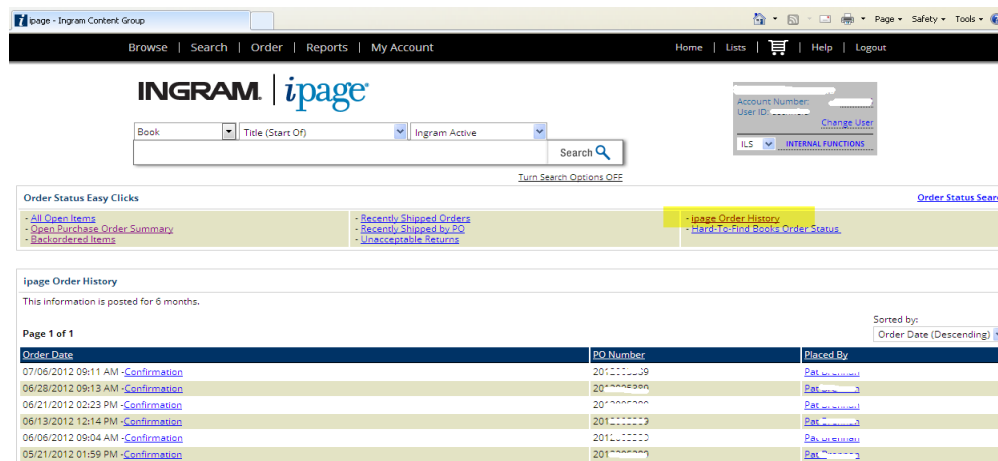 ipage - Ingram Content Group
Page Safety Tools
Browse | Search | Order | Reports | My Account Home | Lists | | Help | Logout
INGRAM | ipage
Account Number:
User ID:
Change User
Book Title (Start Of) Ingram Active
ILS INTERNAL FUNCTIONS
Search
Turn Search Options OFF
Order Status Easy Clicks Order Status Sear
- All Open Items - Recently Shipped Orders - ipage Order History
- Open Purchase Order Summary - Recently Shipped by PO - Hard-To-Find Books Order Status
- Backordered Items - Unacceptable Returns
ipage Order History
This information is posted for 6 months.
Sorted by:
Page 1 of 1 Order Date (Descending)
Order Date PO Number Placed By
07/06/2012 09:11 AM -Confirmation Pat
06/28/2012 09:13 AM -Confirmation Pat
06/21/2012 02:23 PM -Confirmation Pat
06/13/2012 12:14 PM -Confirmation Pat
06/06/2012 09:04 AM -Confirmation Pat
05/21/2012 01:59 PM -Confirmation Pat